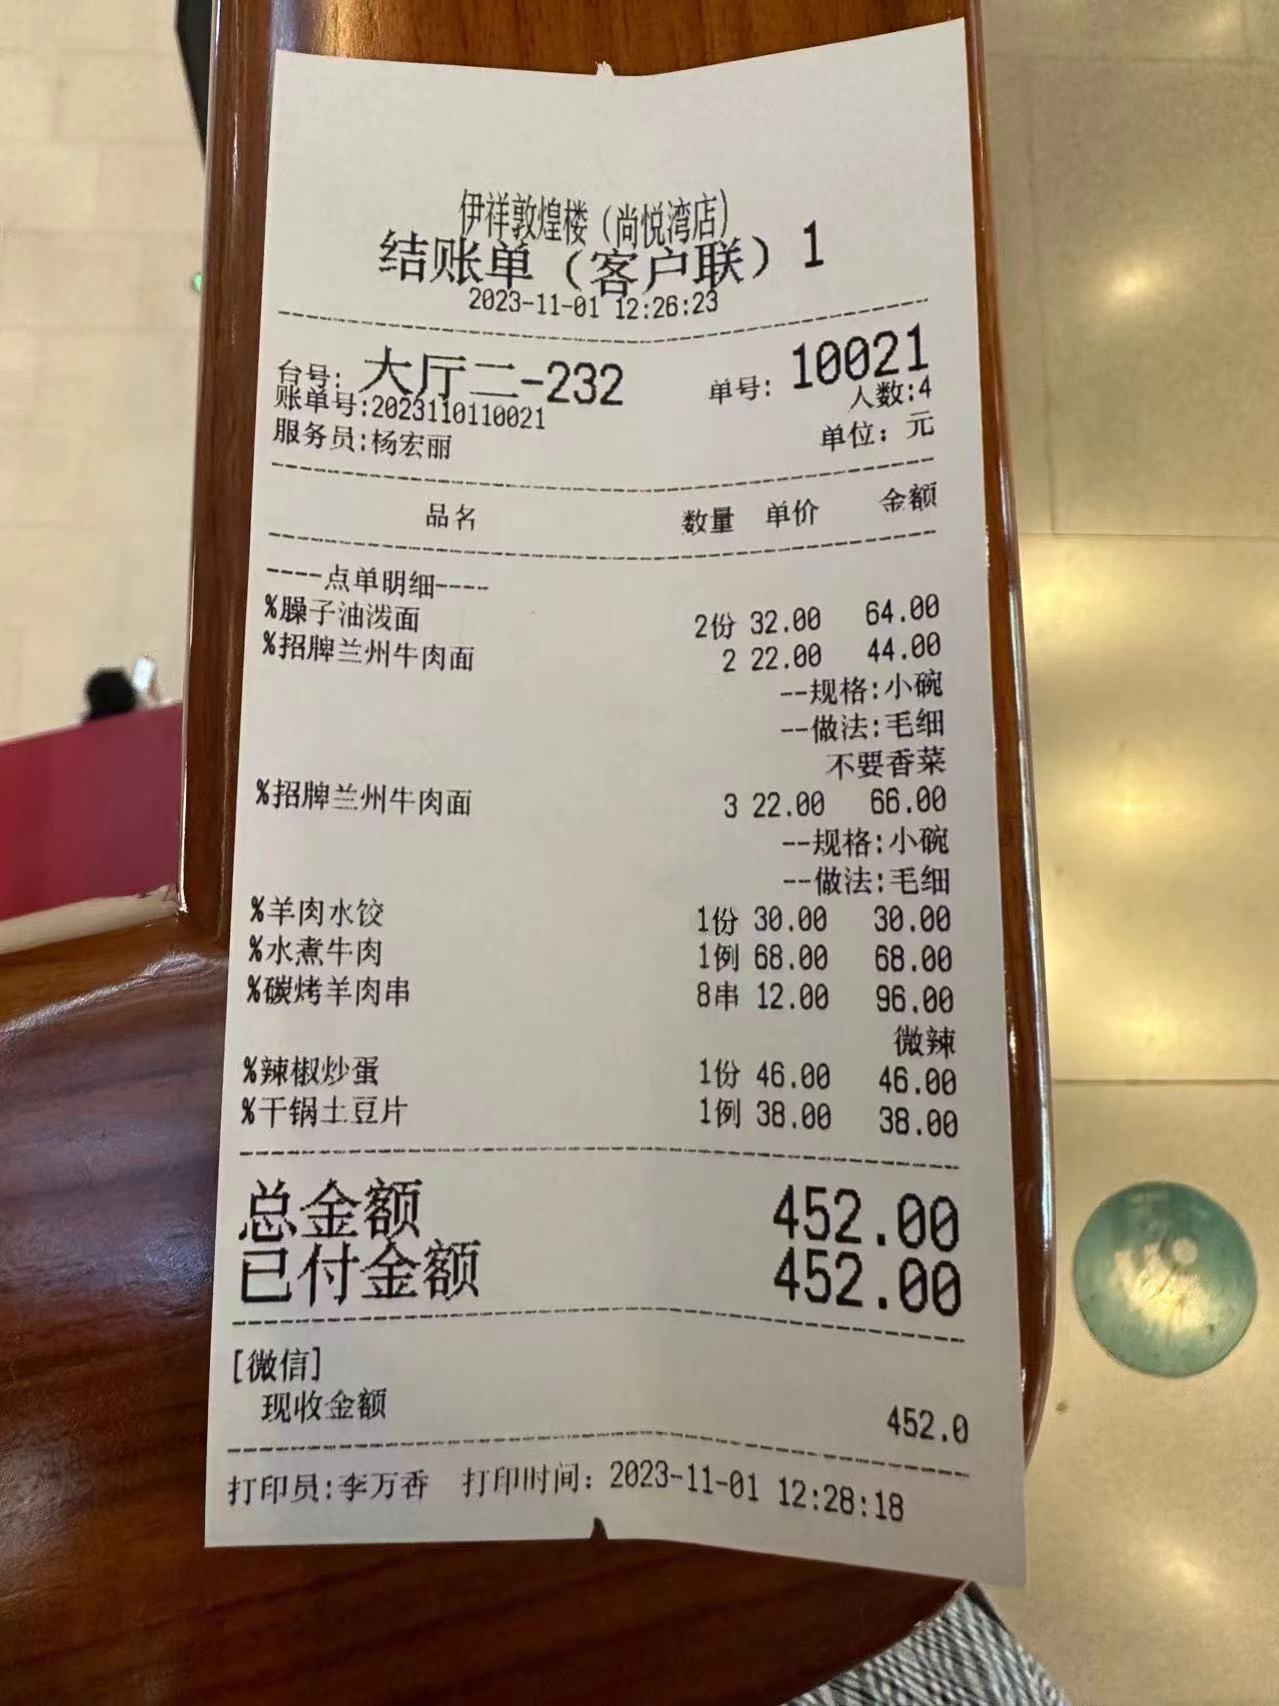 伊祥敦煌楼（尚悦湾店）
结账单（客户联）1
2023-11-01 12:26:23
台号: 大厅二-232 单号: 10021
账单号:2023110110021 人数:4
服务员:杨宏丽 单位: 元
品名 数量 单价 金额
----点单明细----
%臊子油泼面 2份 32.00 64.00
%招牌兰州牛肉面 2 22.00 44.00
--规格:小碗
--做法:毛细
不要香菜
%招牌兰州牛肉面 3 22.00 66.00
--规格:小碗
--做法:毛细
%羊肉水饺 1份 30.00 30.00
%水煮牛肉 1例 68.00 68.00
%碳烤羊肉串 8串 12.00 96.00
微辣
%辣椒炒蛋 1份 46.00 46.00
%干锅土豆片 1例 38.00 38.00
总金额 452.00
已付金额 452.00
[微信]
现收金额 452.0
打印员:李万香 打印时间: 2023-11-01 12:28:18